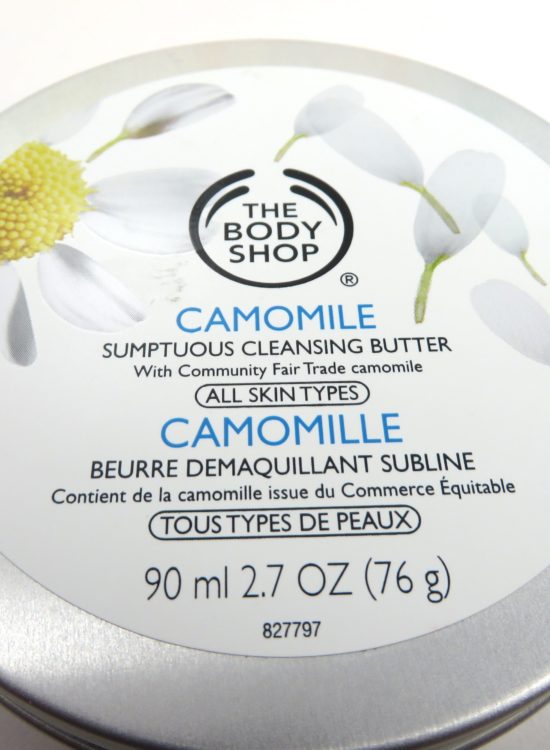 THE
BODY
SHOP
®
CAMOMILE
SUMPTUOUS CLEANSING BUTTER
With Community Fair Trade camomile
ALL SKIN TYPES
CAMOMILLE
BEURRE DEMAQUILLANT SUBLINE
Contient de la camomille issue du Commerce Équitable
TOUS TYPES DE PEAUX
90 ml 2.7 OZ (76 g)
827797